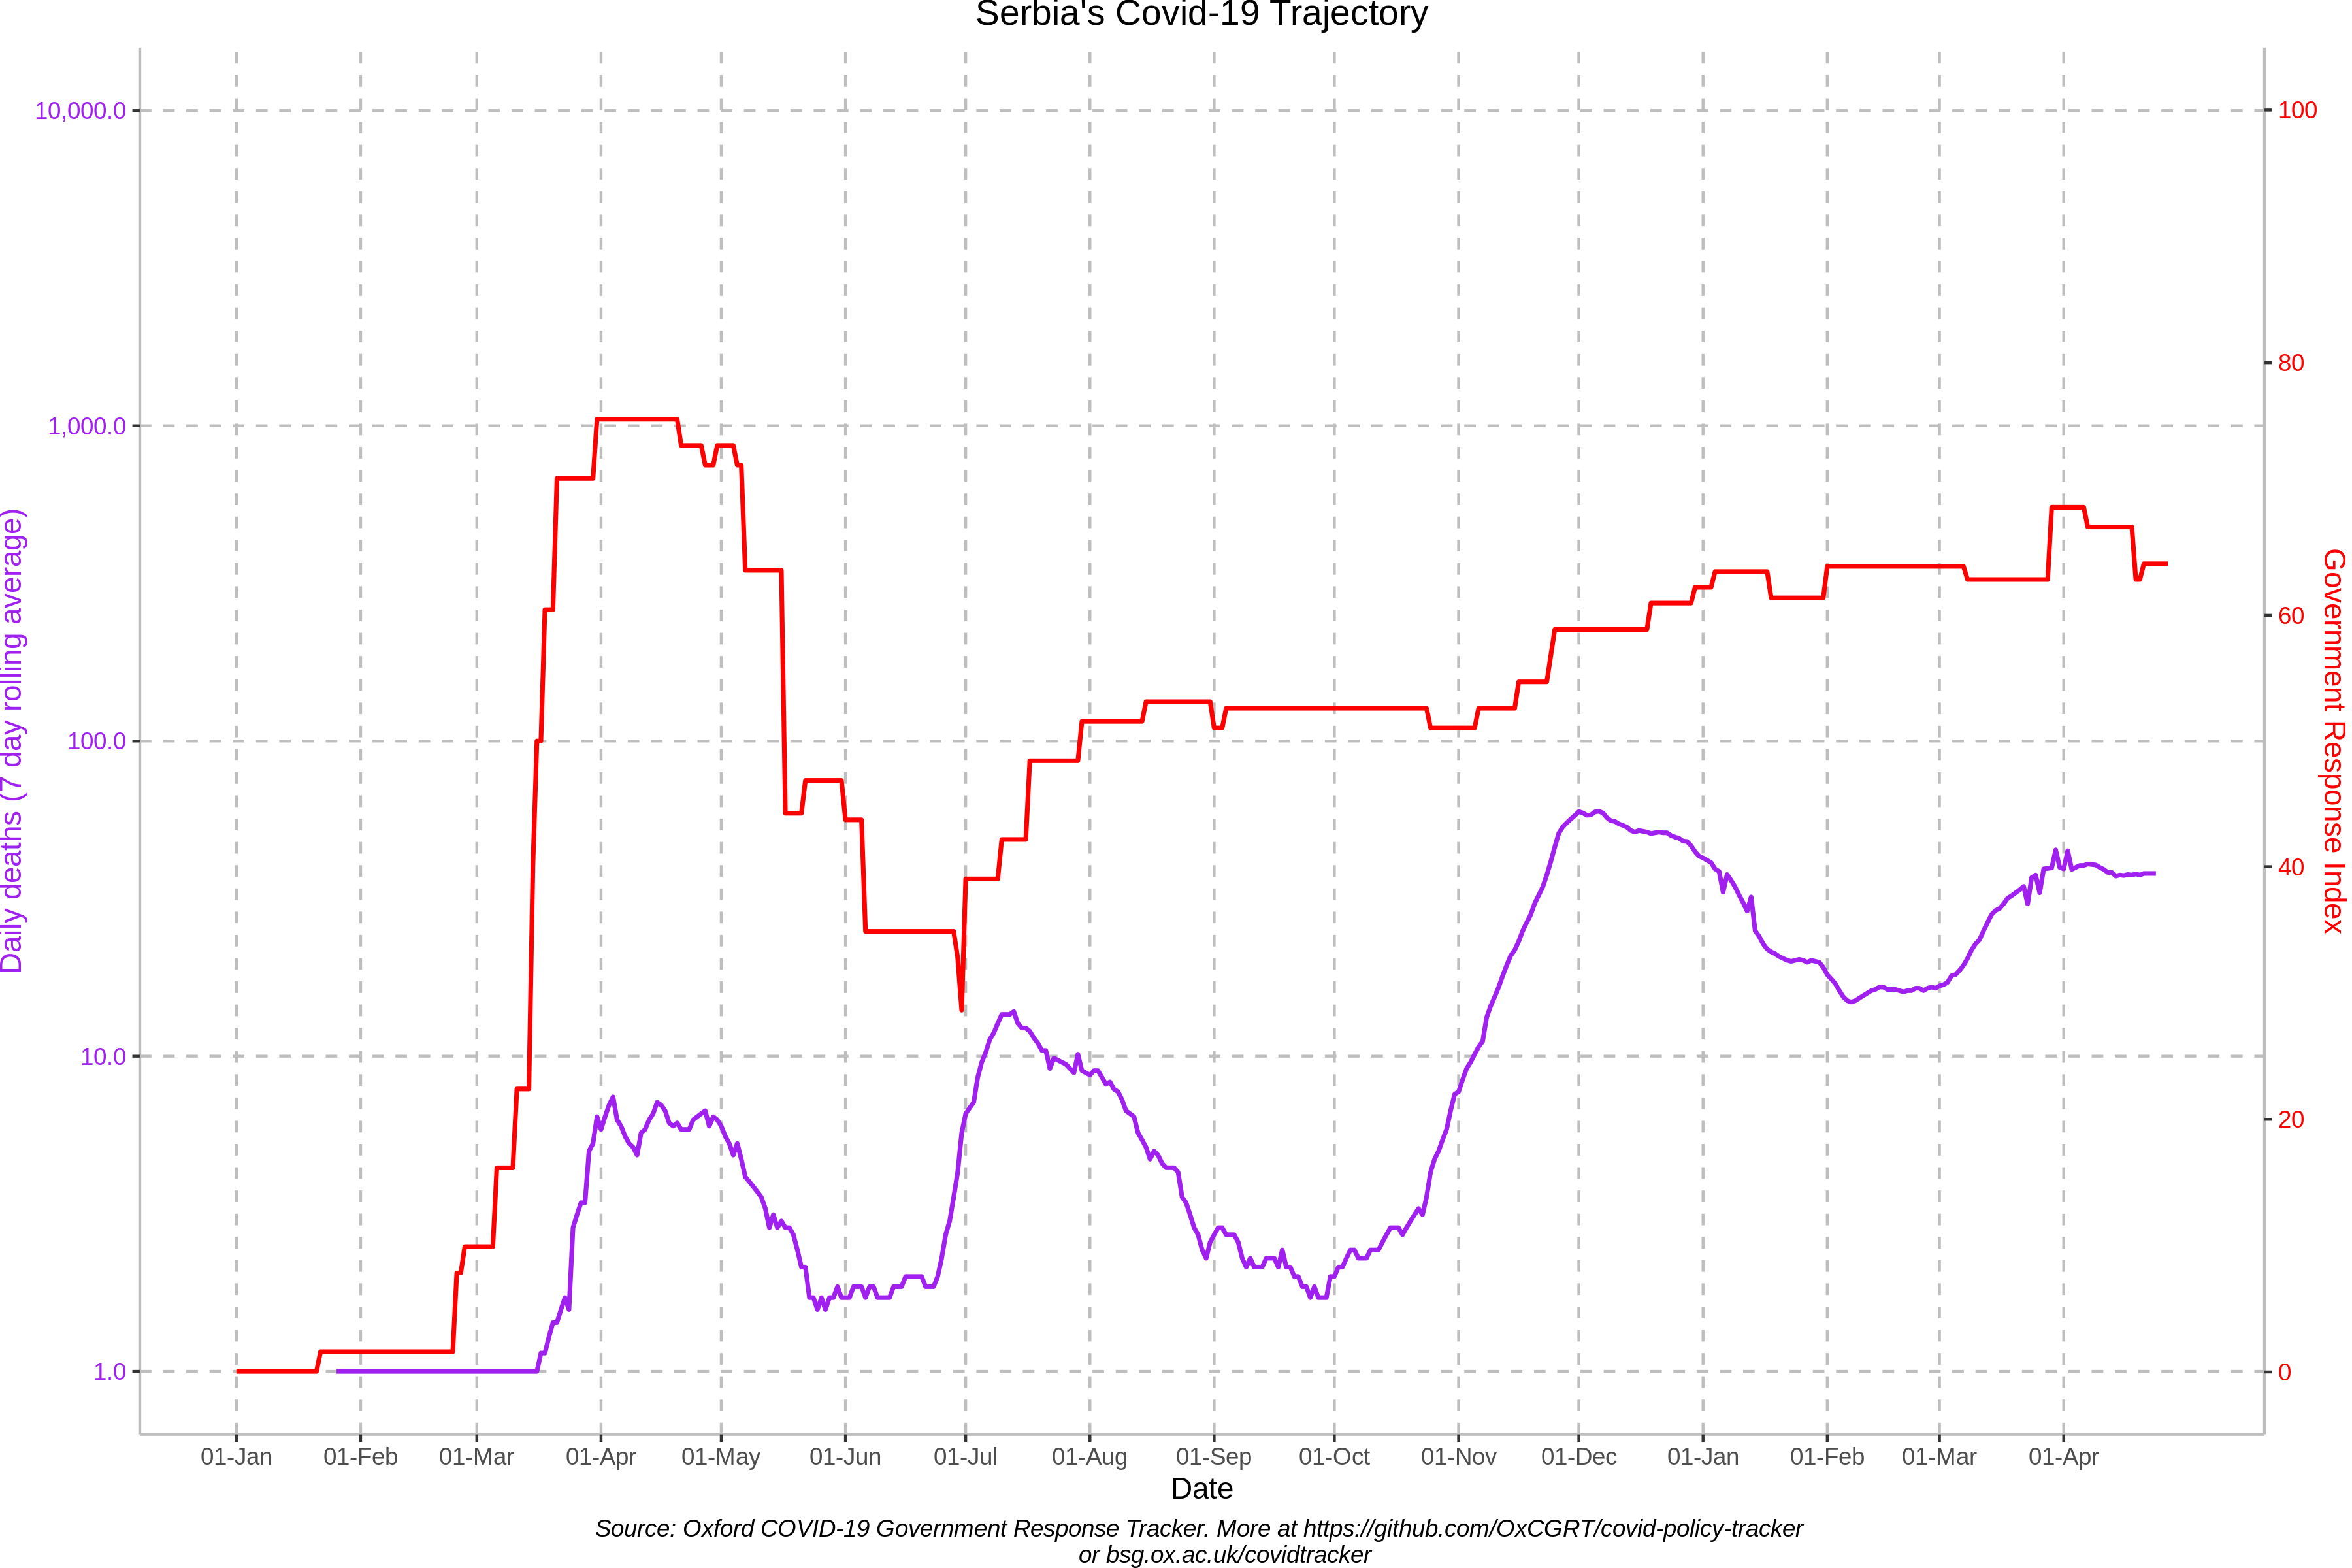 Serbia's Covid-19 Trajectory
10,000.0
1,000.0
100.0
10.0
1.0
Daily deaths (7 day rolling average)
100
80
60
40
20
0
Government Response Index
01-Jan 01-Feb 01-Mar 01-Apr 01-May 01-Jun 01-Jul 01-Aug 01-Sep 01-Oct 01-Nov 01-Dec 01-Jan 01-Feb 01-Mar 01-Apr
Date
Source: Oxford COVID-19 Government Response Tracker. More at https://github.com/OxCGRT/covid-policy-tracker
or bsg.ox.ac.uk/covidtracker